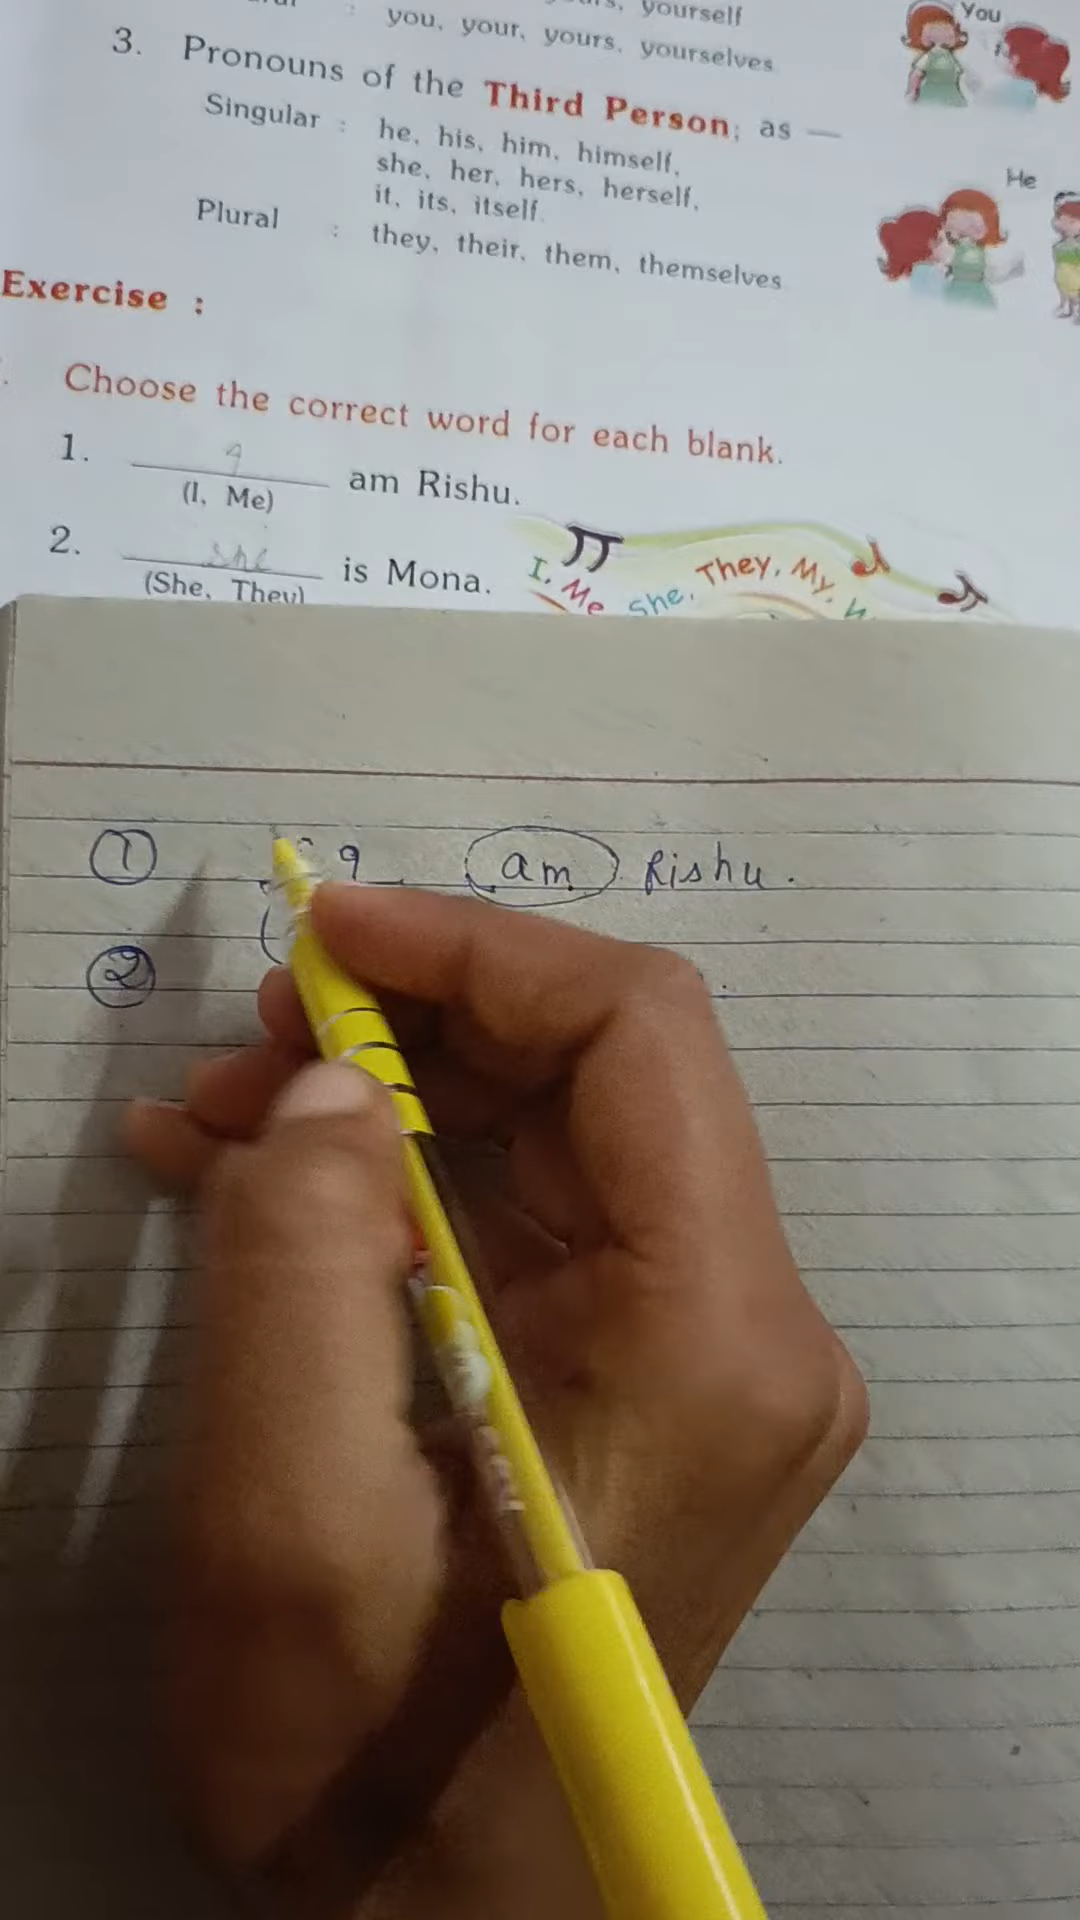 yourself
you, your, yours, yourselves
You
3. Pronouns of the Third Person; as —
Singular : he, his, him, himself,
she, her, hers, herself,
it, its, itself.
He
Plural : they, their, them, themselves
Exercise :
Choose the correct word for each blank.
1. I am Rishu.
(I, Me)
2. she is Mona.
(She, They)
I, Me She, They, My,
1 I am Rishu.
(
2